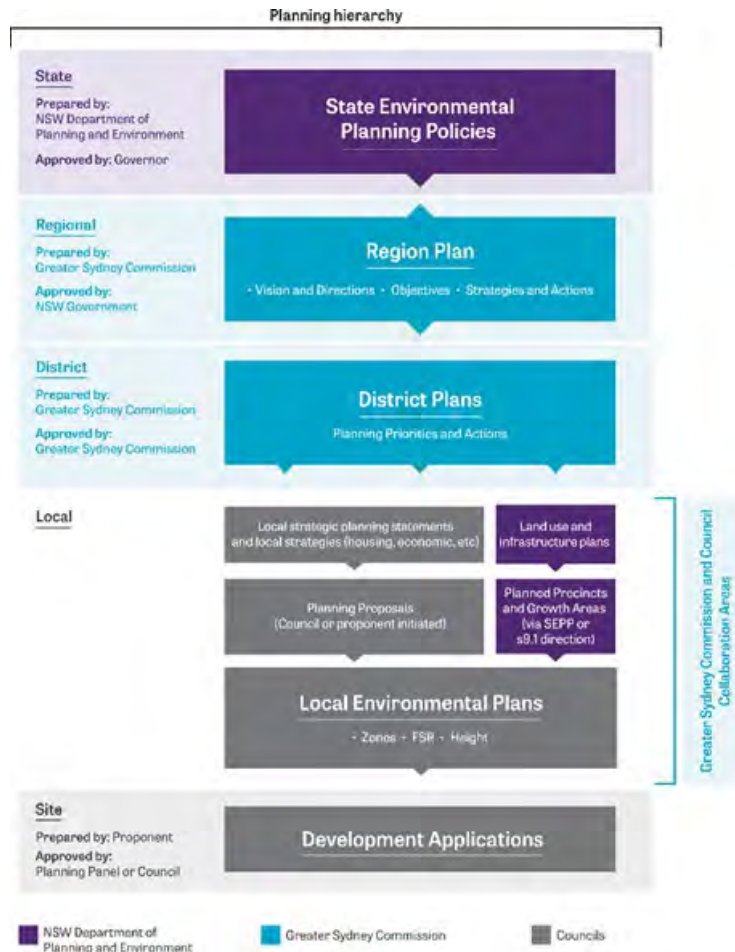 Planning hierarchy
State
Prepared by:
NSW Department of
Planning and Environment
Approved by: Governor
State Environmental
Planning Policies
Regional
Prepared by:
Greater Sydney Commission
Approved by:
NSW Government
Region Plan
• Vision and Directions • Objectives • Strategies and Actions
District
Prepared by:
Greater Sydney Commission
Approved by:
Greater Sydney Commission
District Plans
Planning Priorities and Actions
Local
Local strategic planning statements
and local strategies (housing, economic, etc)
Land use and
infrastructure plans
Planning Proposals
(Council or proponent initiated)
Planned Precincts
and Growth Areas
(via SEPP or
s9.1 direction)
Local Environmental Plans
• Zones • FSR • Height
Greater Sydney Commission and Council
Collaboration Areas
Site
Prepared by: Proponent
Approved by:
Planning Panel or Council
Development Applications
NSW Department of
Planning and Environment
Greater Sydney Commission
Councils